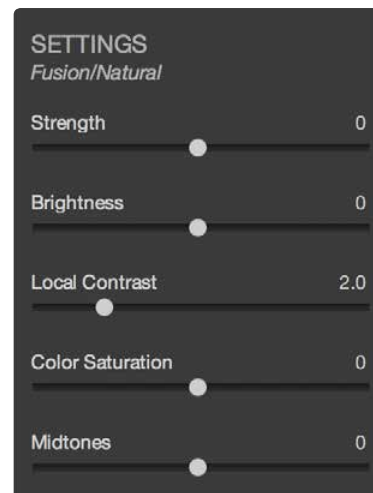 SETTINGS
Fusion/Natural
Strength 0
Brightness 0
Local Contrast 2.0
Color Saturation 0
Midtones 0